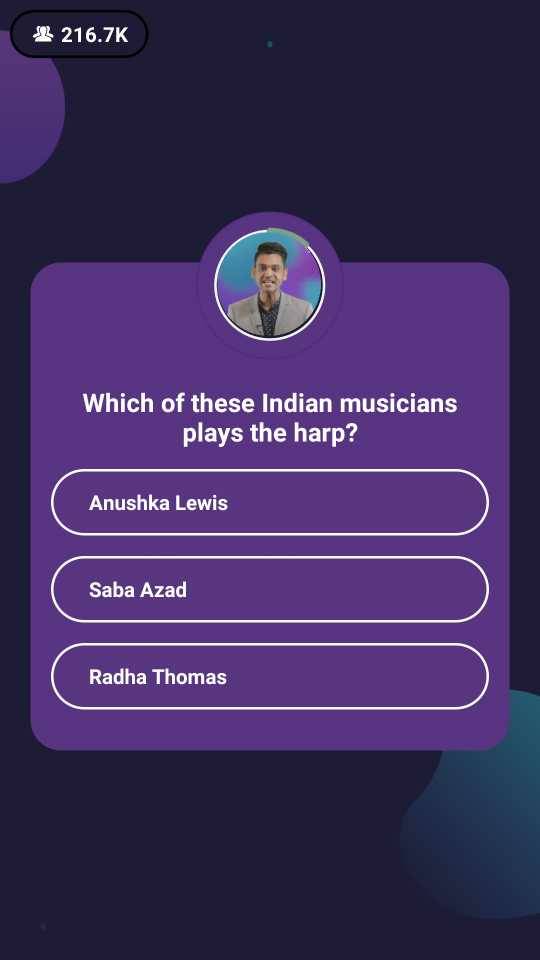 216.7K
Which of these Indian musicians
plays the harp?
Anushka Lewis
Saba Azad
Radha Thomas